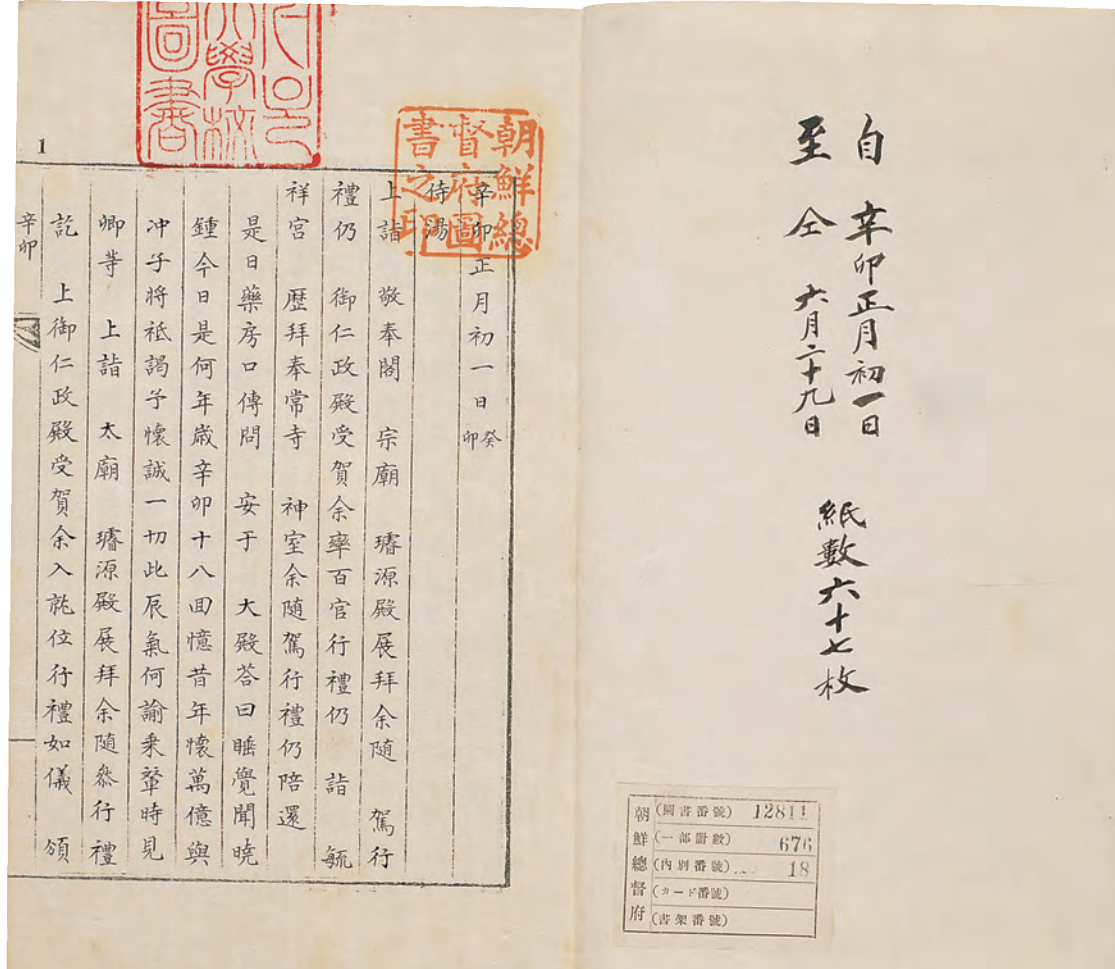 自 辛卯正月初一日
至 仝 六月二十九日
紙數六十七枚
朝鮮總督府
(圖書番號) 12811
(一部冊數) 676
(內別番號) 18
(カード番號)
(書架番號)
朝鮮總
督府圖
書之印
學校
圖書
1
辛卯正月初一日癸卯
侍湯
上詣 敬奉閣 宗廟 璿源殿展拜余隨 駕行
禮仍 御仁政殿受賀余率百官行禮仍 詣 毓
祥宮 歷拜奉常寺 神室余隨駕行禮仍陪還
是日藥房口傳問 安于 大殿答曰睡覺聞曉
鍾今日是何年歲辛卯十八回憶昔年懷萬億與
冲子將祗謁予懷誠一切此辰氣何諭乘輦時見
卿等 上詣 太廟 璿源殿展拜余隨叅行禮
訖 上御仁政殿受賀余入就位行禮如儀 頒
辛卯